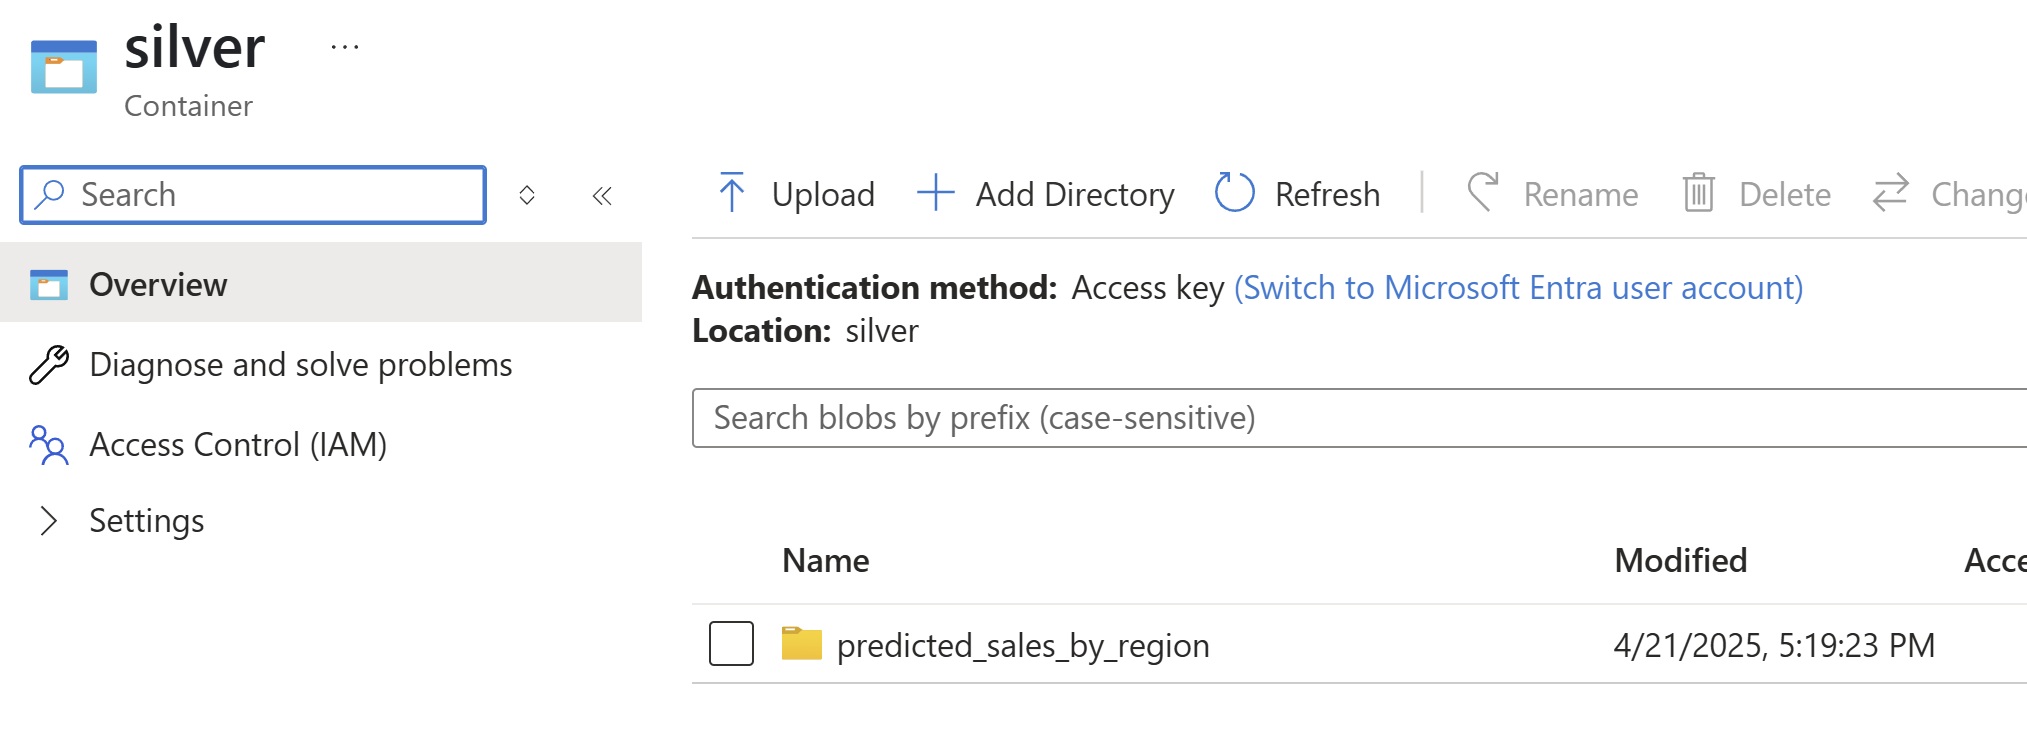 silver ...
Container
Search
Overview
Diagnose and solve problems
Access Control (IAM)
Settings
Upload Add Directory Refresh Rename Delete Change
Authentication method: Access key (Switch to Microsoft Entra user account)
Location: silver
Search blobs by prefix (case-sensitive)
Name Modified Acce
predicted_sales_by_region 4/21/2025, 5:19:23 PM